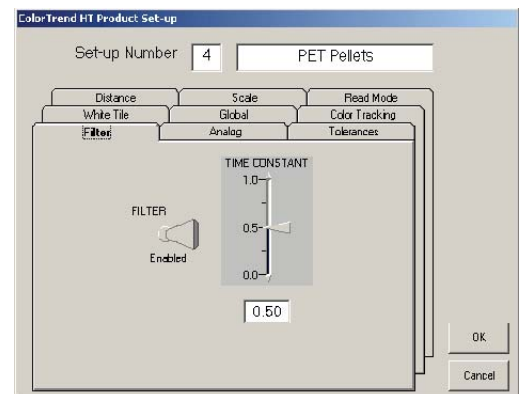 ColorTrend HT Product Set-up
Set-up Number 4 PET Pellets
Distance Scale Read Mode
White Tile Global Color Tracking
Filter Analog Tolerances
TIME CONSTANT
1.0
FILTER
0.5
Enabled
0.0
0.50
OK
Cancel